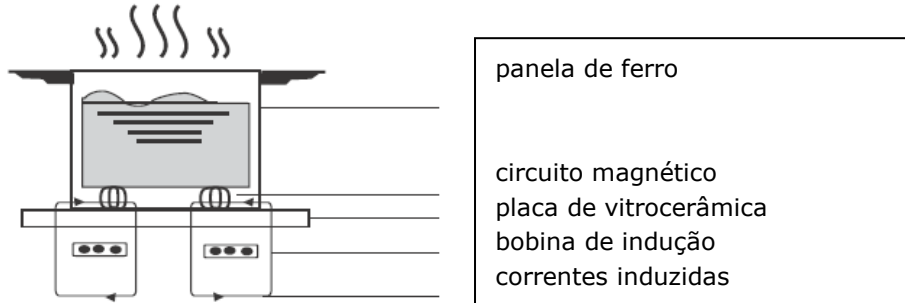 panela de ferro
circuito magnético
placa de vitrocerâmica
bobina de indução
correntes induzidas